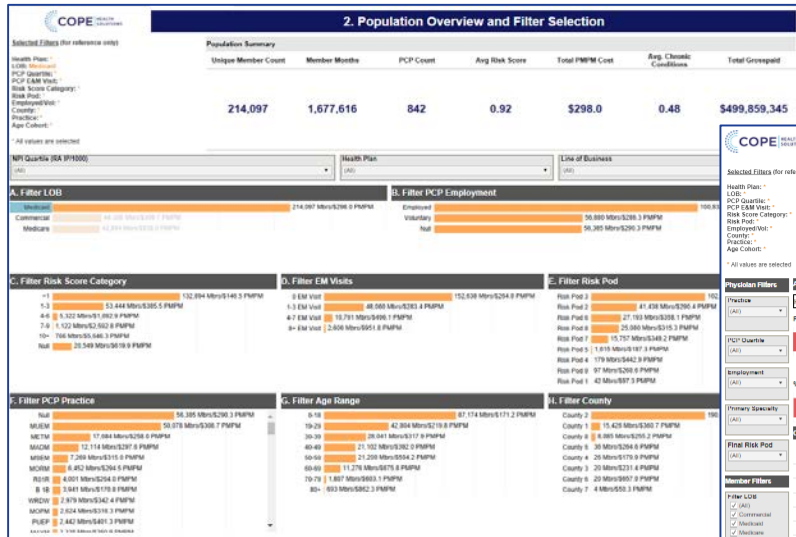 COPE HEALTH SOLUTIONS
2. Population Overview and Filter Selection
Selected Filters (for reference only)
Health Plan: *
LOB: Medicaid
PCP Quartile: *
PCP E&M Visit: *
Risk Score Category: *
Risk Pod: *
Employed/Vol: *
County: *
Practice: *
Age Cohort: *
* All values are selected
Population Summary
Unique Member Count Member Months PCP Count Avg Risk Score Total PMPM Cost Avg. Chronic Conditions Total Grosspaid
214,097 1,677,616 842 0.92 $298.0 0.48 $499,859,345
NPI Quartile (RA IP/1000) Health Plan Line of Business
(All) (All) (All)
A. Filter LOB
Medicaid 214,097 Mbrs/$298.0 PMPM
Commercial
Medicare
B. Filter PCP Employment
Employed
Voluntary 56,880 Mbrs/$286.3 PMPM
Null 56,385 Mbrs/$290.3 PMPM
C. Filter Risk Score Category
<1 132,894 Mbrs/$146.5 PMPM
1-3 53,444 Mbrs/$385.5 PMPM
4-6 5,322 Mbrs/$1,692.9 PMPM
7-9 1,122 Mbrs/$2,592.8 PMPM
10+ 766 Mbrs/$5,646.3 PMPM
Null 20,549 Mbrs/$619.9 PMPM
D. Filter EM Visits
0 EM Visit 152,638 Mbrs/$254.8 PMPM
1-3 EM Visit 48,060 Mbrs/$283.4 PMPM
4-7 EM Visit 10,791 Mbrs/$496.1 PMPM
8+ EM Visit 2,608 Mbrs/$951.8
E. Filter Risk Pod
Risk Pod 3
Risk Pod 2 41,438 Mbrs/$290.4 PMPM
Risk Pod 6 27,193 Mbrs/$358.1 PMPM
Risk Pod 8 25,080 Mbrs/$315.3 PMPM
Risk Pod 7 15,757 Mbrs/$349.2 PMPM
Risk Pod 5 1,615 Mbrs/$197.3 PMPM
Risk Pod 4 179 Mbrs/$442.9 PMPM
Risk Pod 9 97 Mbrs/$260.6 PMPM
Risk Pod 1 42 Mbrs/$97.3 PMPM
F. Filter PCP Practice
Null 56,385 Mbrs/$290.3 PMPM
MUEM 50,078 Mbrs/$308.7 PMPM
METM 17,684 Mbrs/$258.0 PMPM
MADM 12,114 Mbrs/$297.0 PMPM
MSEM 7,269 Mbrs/$315.0 PMPM
MORM 6,452 Mbrs/$294.5 PMPM
R01R 4,001 Mbrs/$254.0 PMPM
B 1B 3,941 Mbrs/$170.0 PMPM
WRDW 2,979 Mbrs/$342.4 PMPM
MOPM 2,624 Mbrs/$316.3 PMPM
PUEP 2,442 Mbrs/$401.3 PMPM
G. Filter Age Range
0-18 87,174 Mbrs/$171.2 PMPM
19-29 42,804 Mbrs/$219.8 PMPM
30-39 28,041 Mbrs/$317.9 PMPM
40-49 21,102 Mbrs/$392.0 PMPM
50-59 21,200 Mbrs/$504.2 PMPM
60-69 11,276 Mbrs/$675.8 PMPM
70-79 1,807 Mbrs/$693.1 PMPM
80+ 693 Mbrs/$862.3 PMPM
H. Filter County
County 2
County 1 15,428 Mbrs/$360.7 PMPM
County 8 8,085 Mbrs/$255.2 PMPM
County 5 36 Mbrs/$264.6 PMPM
County 4 26 Mbrs/$179.9 PMPM
County 3 20 Mbrs/$231.4 PMPM
County 6 20 Mbrs/$657.0 PMPM
County 7 4 Mbrs/$50.3 PMPM
COPE
Health Plan: *
LOB: *
PCP Quartile: *
PCP E&M Visit: *
Risk Score Category: *
Risk Pod: *
Employed/Vol: *
County: *
Practice: *
Age Cohort: *
* All values are selected
Physician Filters
Practice
(All)
PCP Quartile
(All)
Employment
(All)
Primary Specialty
(All)
Final Risk Pod
(All)
Member Filters
Filter LOB
(All)
Commercial
Medicaid
Medicare